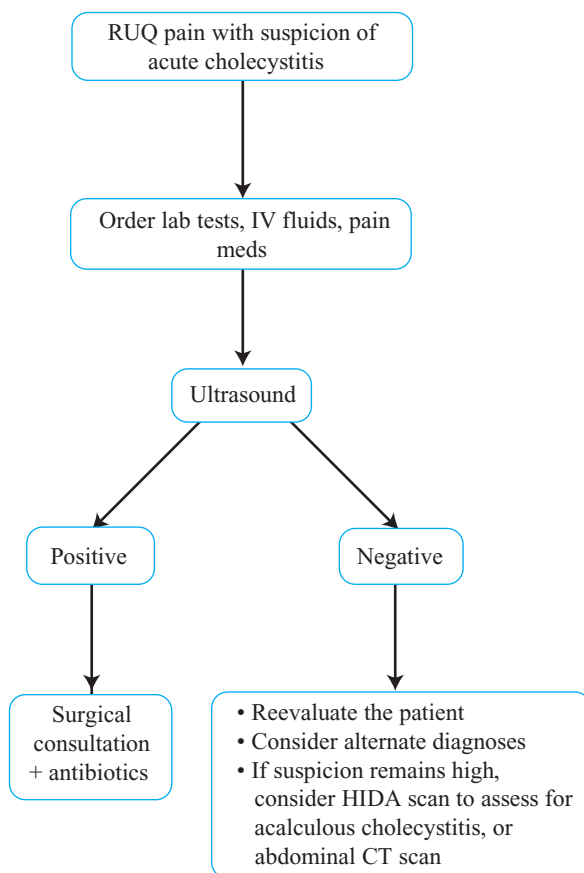 RUQ pain with suspicion of
acute cholecystitis
Order lab tests, IV fluids, pain
meds
Ultrasound
Positive
Negative
Surgical
consultation
+ antibiotics
• Reevaluate the patient
• Consider alternate diagnoses
• If suspicion remains high,
consider HIDA scan to assess for
acalculous cholecystitis, or
abdominal CT scan